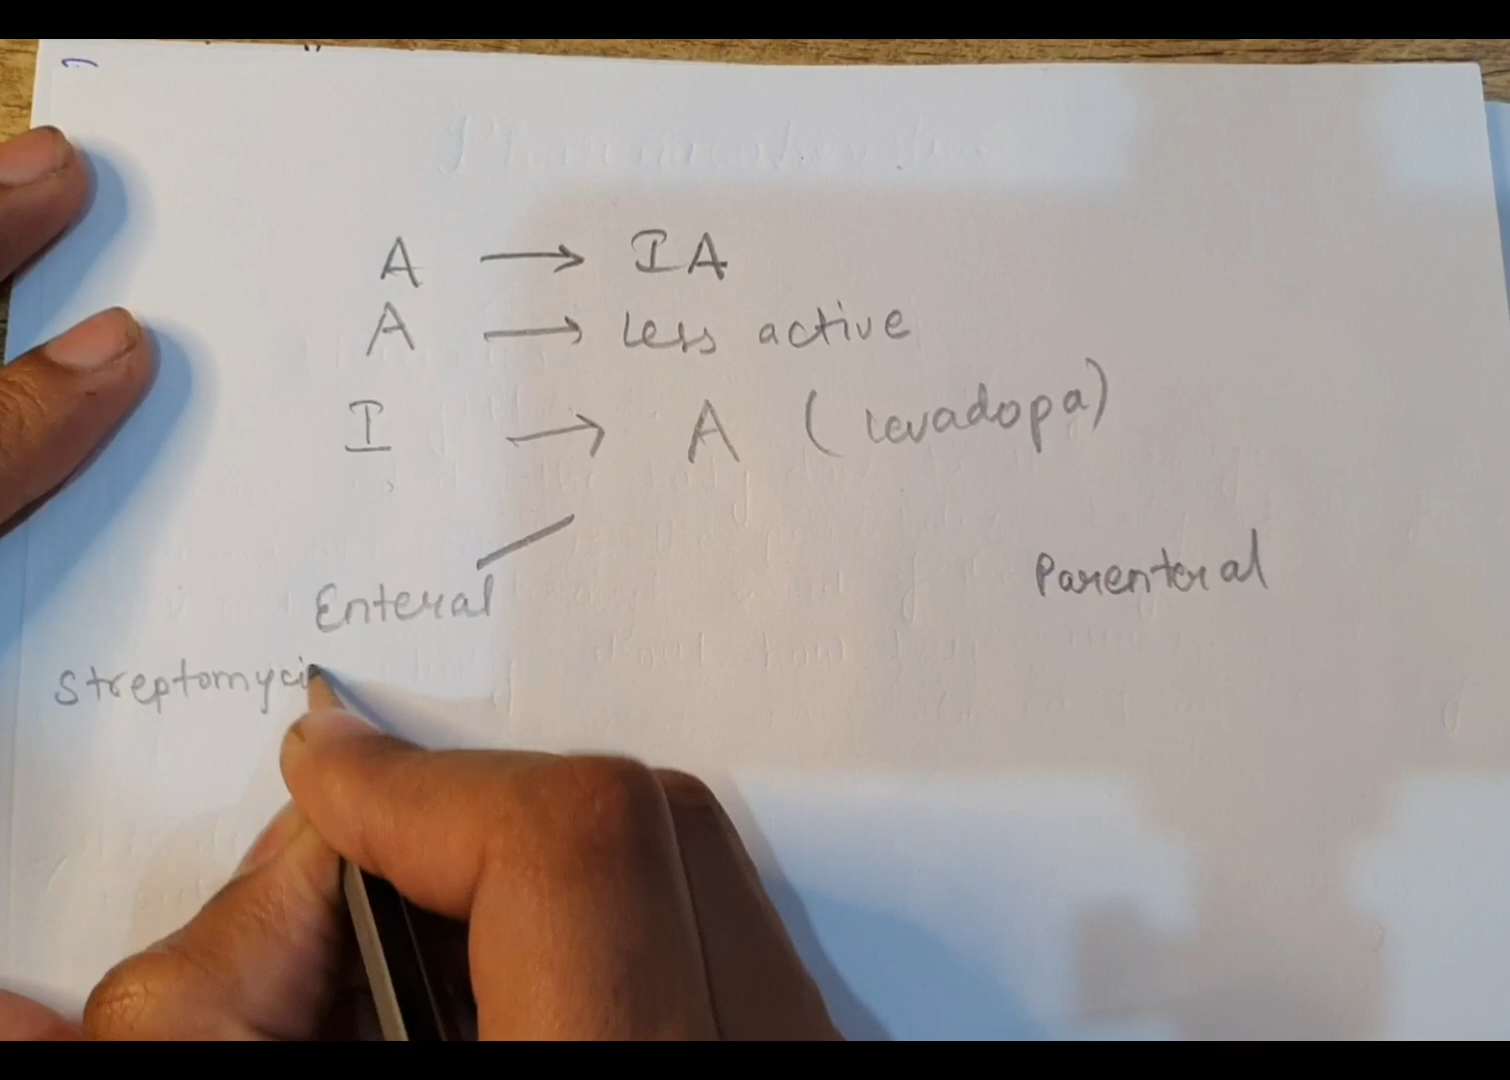 A → IA
A → Less active
I → A (levadopa)
Enteral Parenteral
Streptomyci